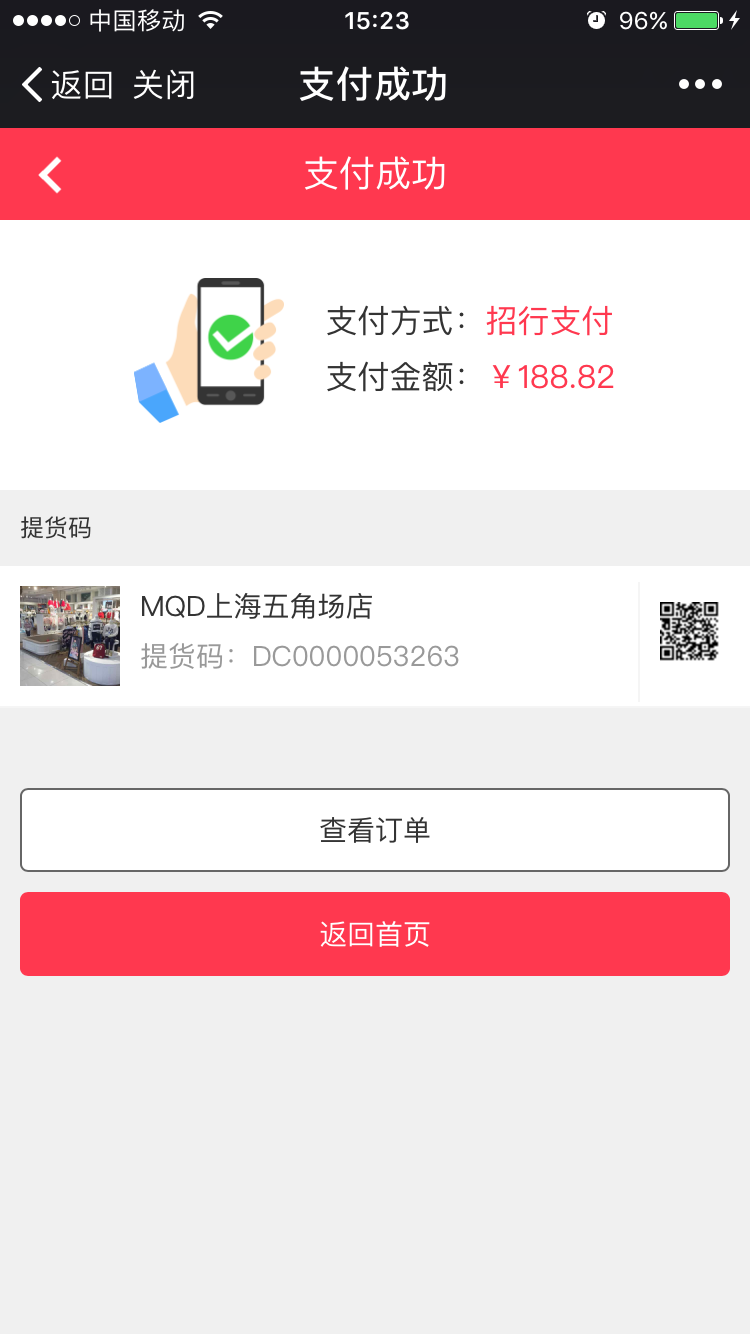 中国移动 15:23 96%
返回 关闭 支付成功
支付成功
支付方式：招行支付
支付金额：￥188.82
提货码
MQD上海五角场店
提货码：DC0000053263
查看订单
返回首页